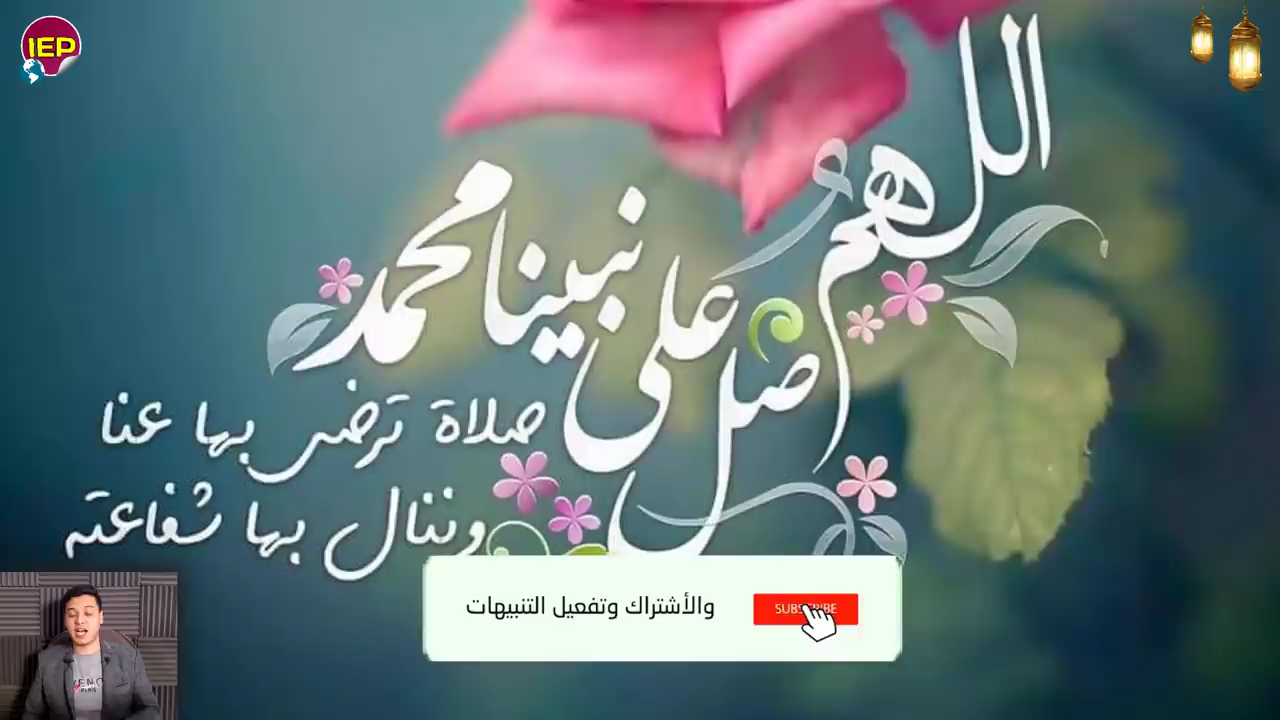 IEP
اللهم صل على نبينا محمد
صلاة ترضى بها عنا
وننال بها شفاعته
والأشتراك وتفعيل التنبيهات
SUBSCRIBE